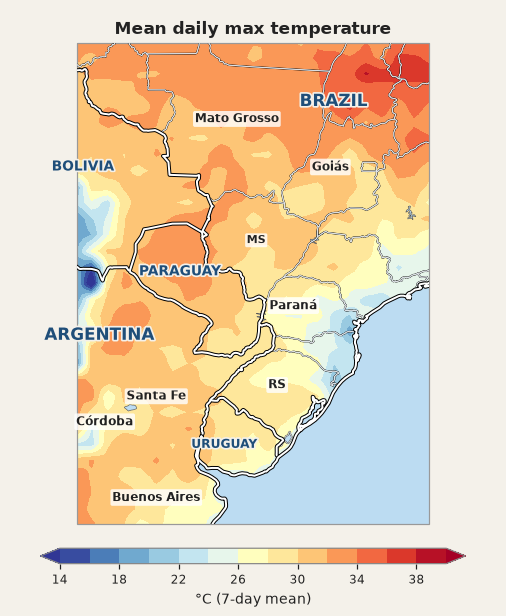 Mean daily max temperature
BRAZIL
Mato Grosso
BOLIVIA
Goiás
MS
PARAGUAY
Paraná
ARGENTINA
RS
Santa Fe
Córdoba
URUGUAY
Buenos Aires
14 18 22 26 30 34 38
°C (7-day mean)